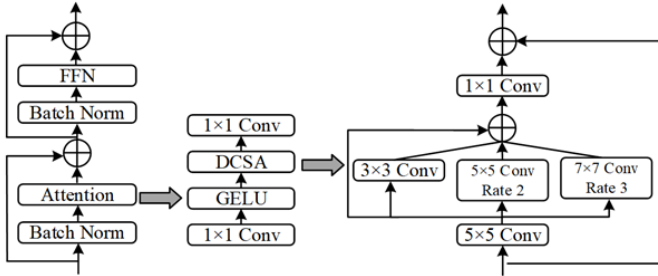 FFN
Batch Norm
Attention
Batch Norm
1×1 Conv
DCSA
GELU
1×1 Conv
1×1 Conv
3×3 Conv
5×5 Conv
Rate 2
7×7 Conv
Rate 3
5×5 Conv